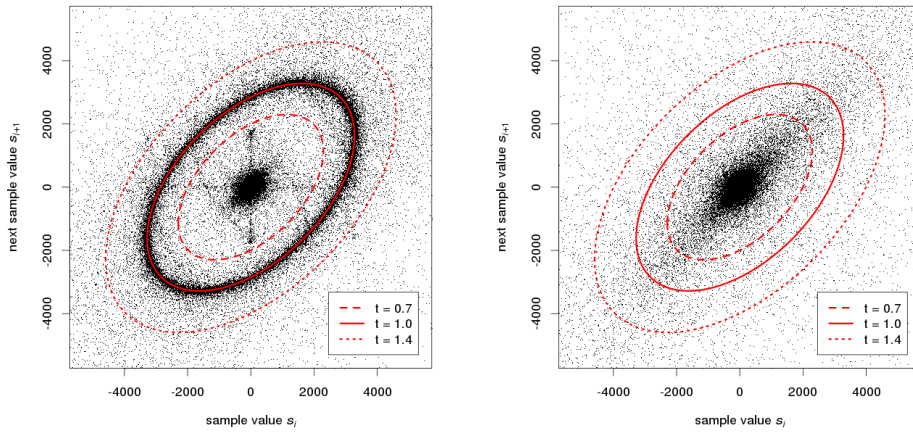 next sample value s_{i+1}
4000
2000
0
-2000
-4000
t = 0.7
t = 1.0
t = 1.4
-4000 -2000 0 2000 4000
sample value s_i
next sample value s_{i+1}
4000
2000
0
-2000
-4000
t = 0.7
t = 1.0
t = 1.4
-4000 -2000 0 2000 4000
sample value s_i